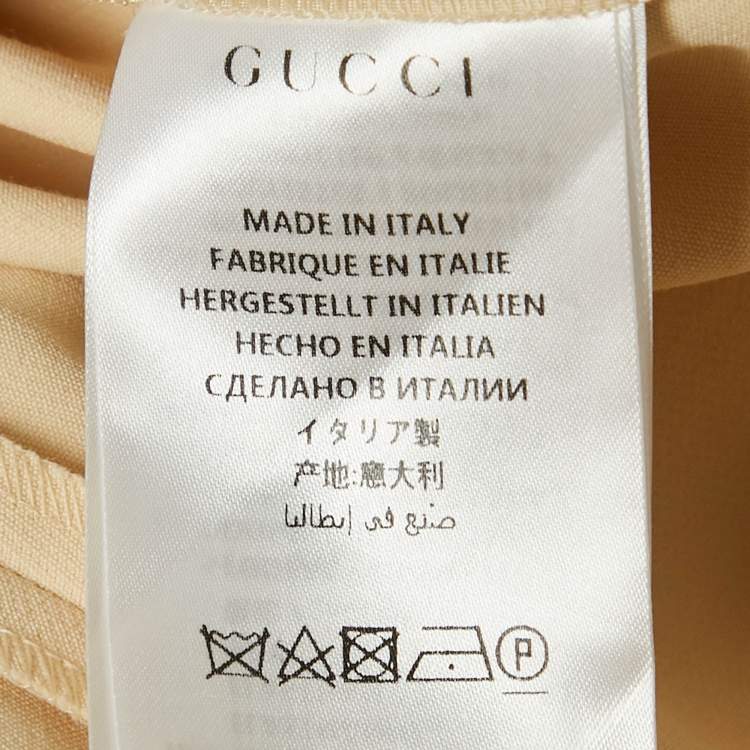 GUCCI
MADE IN ITALY
FABRIQUE EN ITALIE
HERGESTELLT IN ITALIEN
HECHO EN ITALIA
СДЕЛАНО В ИТАЛИИ
イタリア製
产地:意大利
صنع في إيطاليا
P